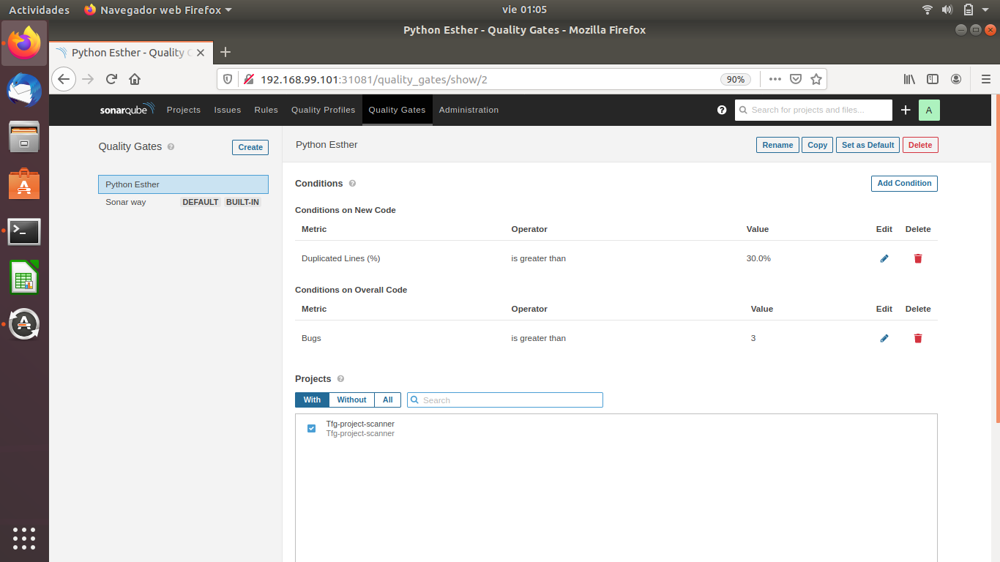 Actividades Navegador web Firefox vie 01:05
Python Esther - Quality Gates - Mozilla Firefox
Python Esther - Quality G
192.168.99.101:31081/quality_gates/show/2 90%
sonarqube Projects Issues Rules Quality Profiles Quality Gates Administration ? Search for projects and files... A
Quality Gates ? Create
Python Esther
Sonar way DEFAULT BUILT-IN
Python Esther Rename Copy Set as Default Delete
Conditions ? Add Condition
Conditions on New Code
Metric Operator Value Edit Delete
Duplicated Lines (%) is greater than 30.0%
Conditions on Overall Code
Metric Operator Value Edit Delete
Bugs is greater than 3
Projects ?
With Without All Search
Tfg-project-scanner
Tfg-project-scanner